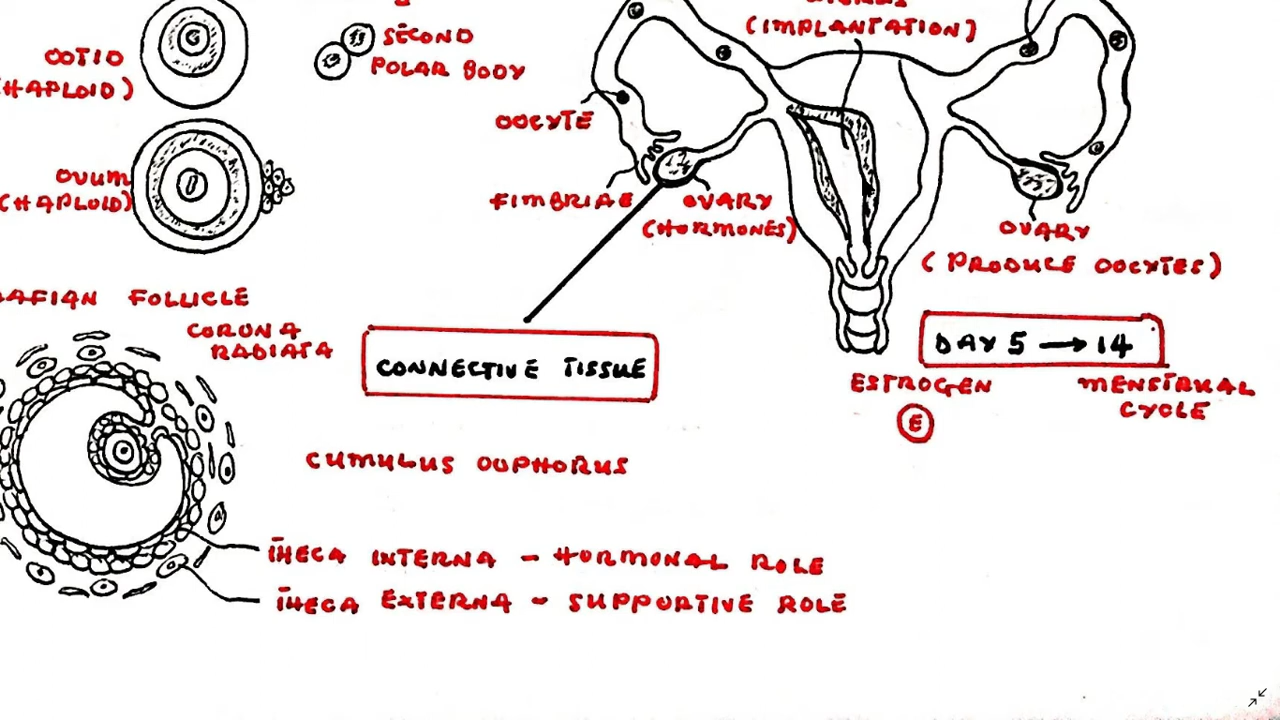 (IMPLANTATION)
SECOND
POLAR BODY
OOTID
(HAPLOID)
OOCYTE
OVUM
(HAPLOID)
FIMBRIAE
OVARY
(HORMONES)
OVARY
(PRODUCE OOCYTES)
FOLLICLE
CORONA
RADIATA
CONNECTIVE TISSUE
DAY 5 → 14
ESTROGEN
E
MENSTRUAL
CYCLE
CUMULUS OOPHORUS
THECA INTERNA - HORMONAL ROLE
THECA EXTERNA - SUPPORTIVE ROLE